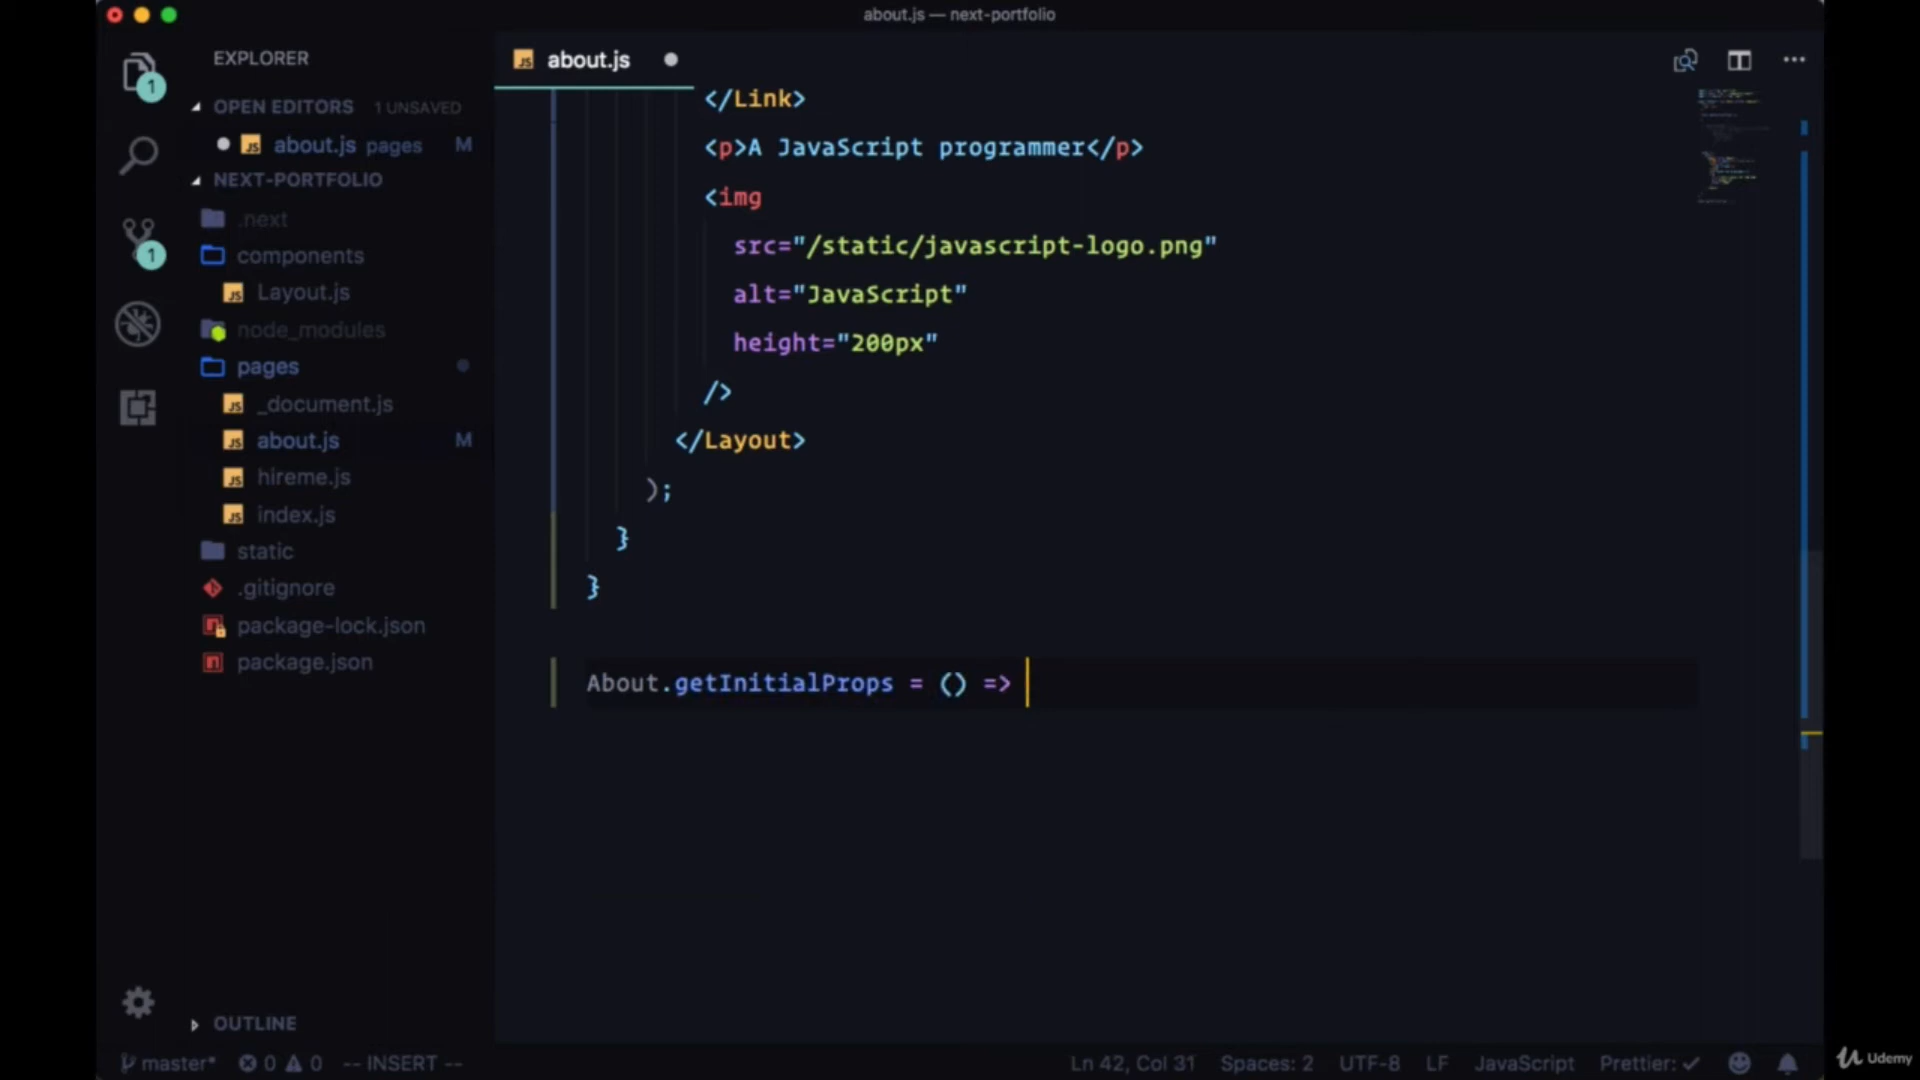 about.js — next-portfolio
EXPLORER
OPEN EDITORS 1 UNSAVED
about.js pages M
NEXT-PORTFOLIO
.next
components
Layout.js
node_modules
pages
_document.js
about.js M
hireme.js
index.js
static
.gitignore
package-lock.json
package.json
OUTLINE
1
1
about.js
</Link>
<p>A JavaScript programmer</p>
<img
src="/static/javascript-logo.png"
alt="JavaScript"
height="200px"
/>
</Layout>
);
}
}
About.getInitialProps = () =>
master* 0 0 -- INSERT -- Ln 42, Col 31 Spaces: 2 UTF-8 LF JavaScript Prettier: ✓
Udemy